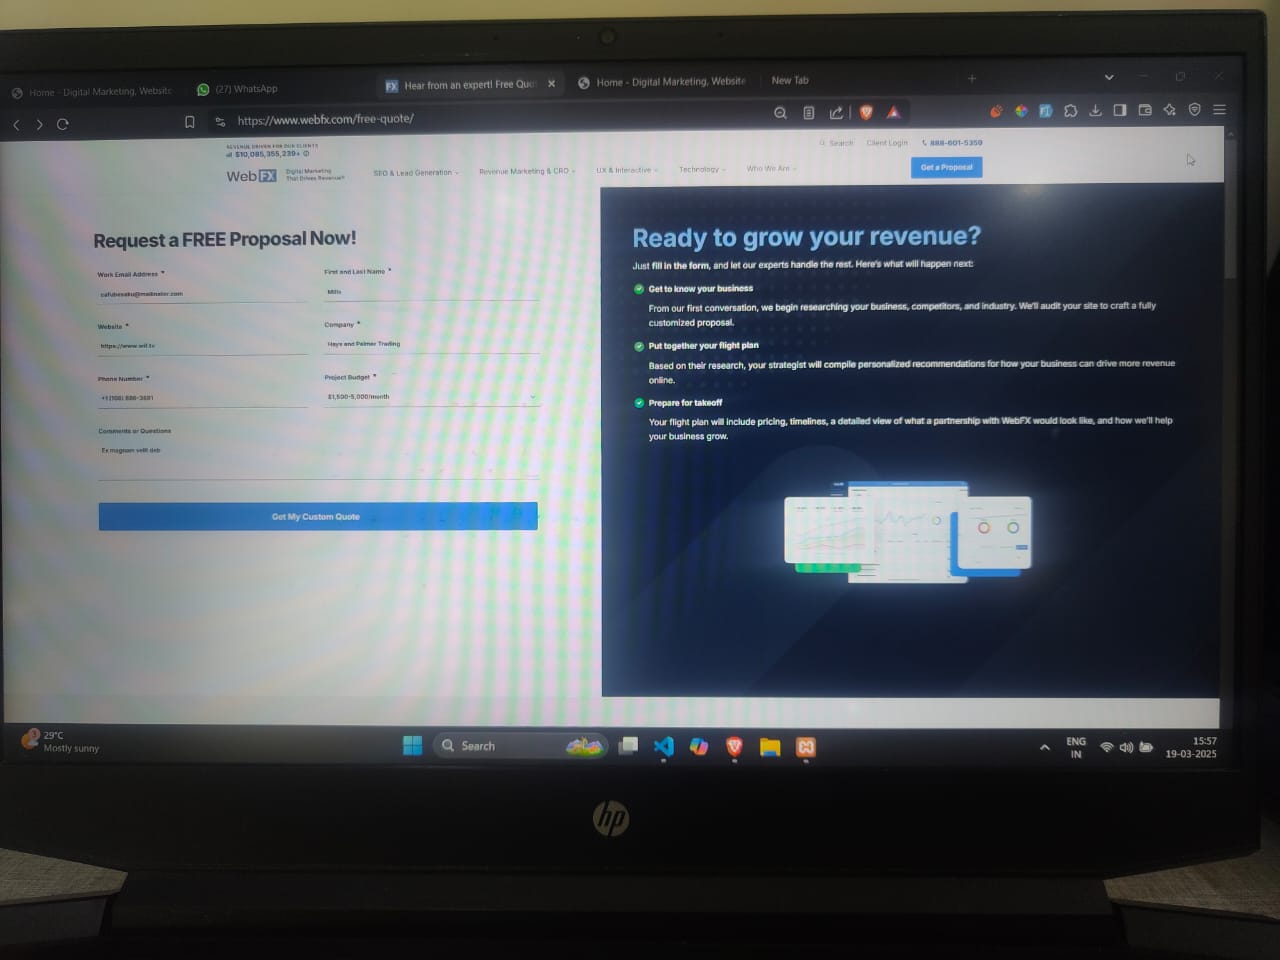 Home - Digital Marketing, Website
(27) WhatsApp
FX Hear from an expert! Free Quo
Home - Digital Marketing, Website
New Tab
https://www.webfx.com/free-quote/
REVENUE DRIVEN FOR OUR CLIENTS
$10,085,355,239+
Search
Client Login
888-601-5359
WebFX
Digital Marketing
That Drives Revenue®
SEO & Lead Generation
Revenue Marketing & CRO
UX & Interactive
Technology
Who We Are
Get a Proposal
Request a FREE Proposal Now!
Work Email Address *
First and Last Name *
Mills
Website *
Company *
Hays and Palmer Trading
Phone Number *
Project Budget *
$1,500-5,000/month
Comments or Questions
Ex magnam velit deb
Get My Custom Quote
Ready to grow your revenue?
Just fill in the form, and let our experts handle the rest. Here's what will happen next:
Get to know your business
From our first conversation, we begin researching your business, competitors, and industry. We'll audit your site to craft a fully
customized proposal.
Put together your flight plan
Based on their research, your strategist will compile personalized recommendations for how your business can drive more revenue
online.
Prepare for takeoff
Your flight plan will include pricing, timelines, a detailed view of what a partnership with WebFX would look like, and how we'll help
your business grow.
29°C
Mostly sunny
Search
ENG
IN
15:57
19-03-2025
hp